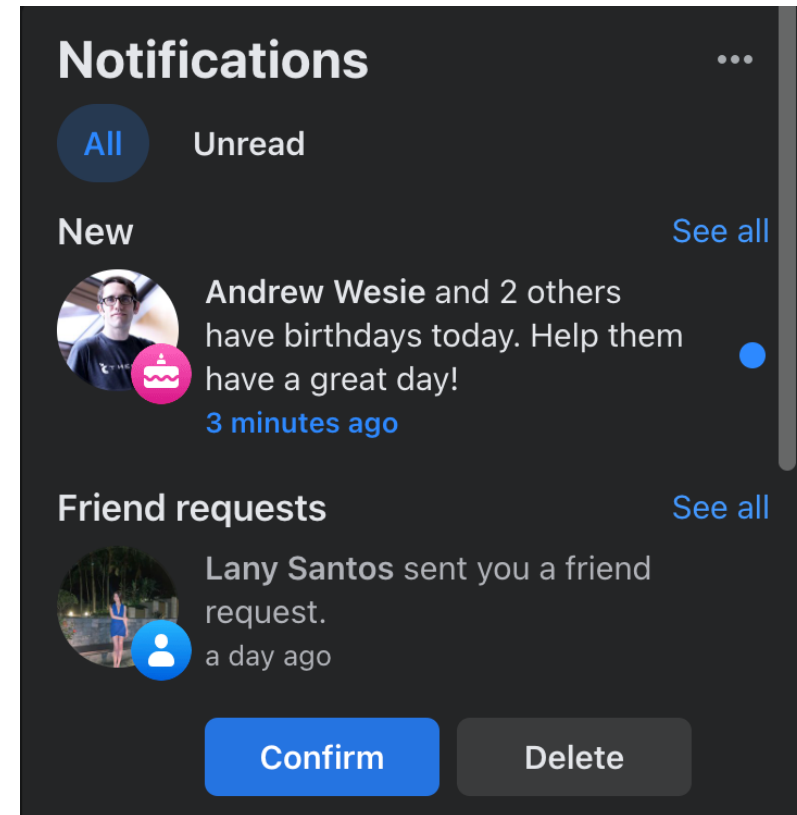 Notifications
All
Unread
New
See all
Andrew Wesie and 2 others
have birthdays today. Help them
have a great day!
3 minutes ago
Friend requests
See all
Lany Santos sent you a friend
request.
a day ago
Confirm
Delete